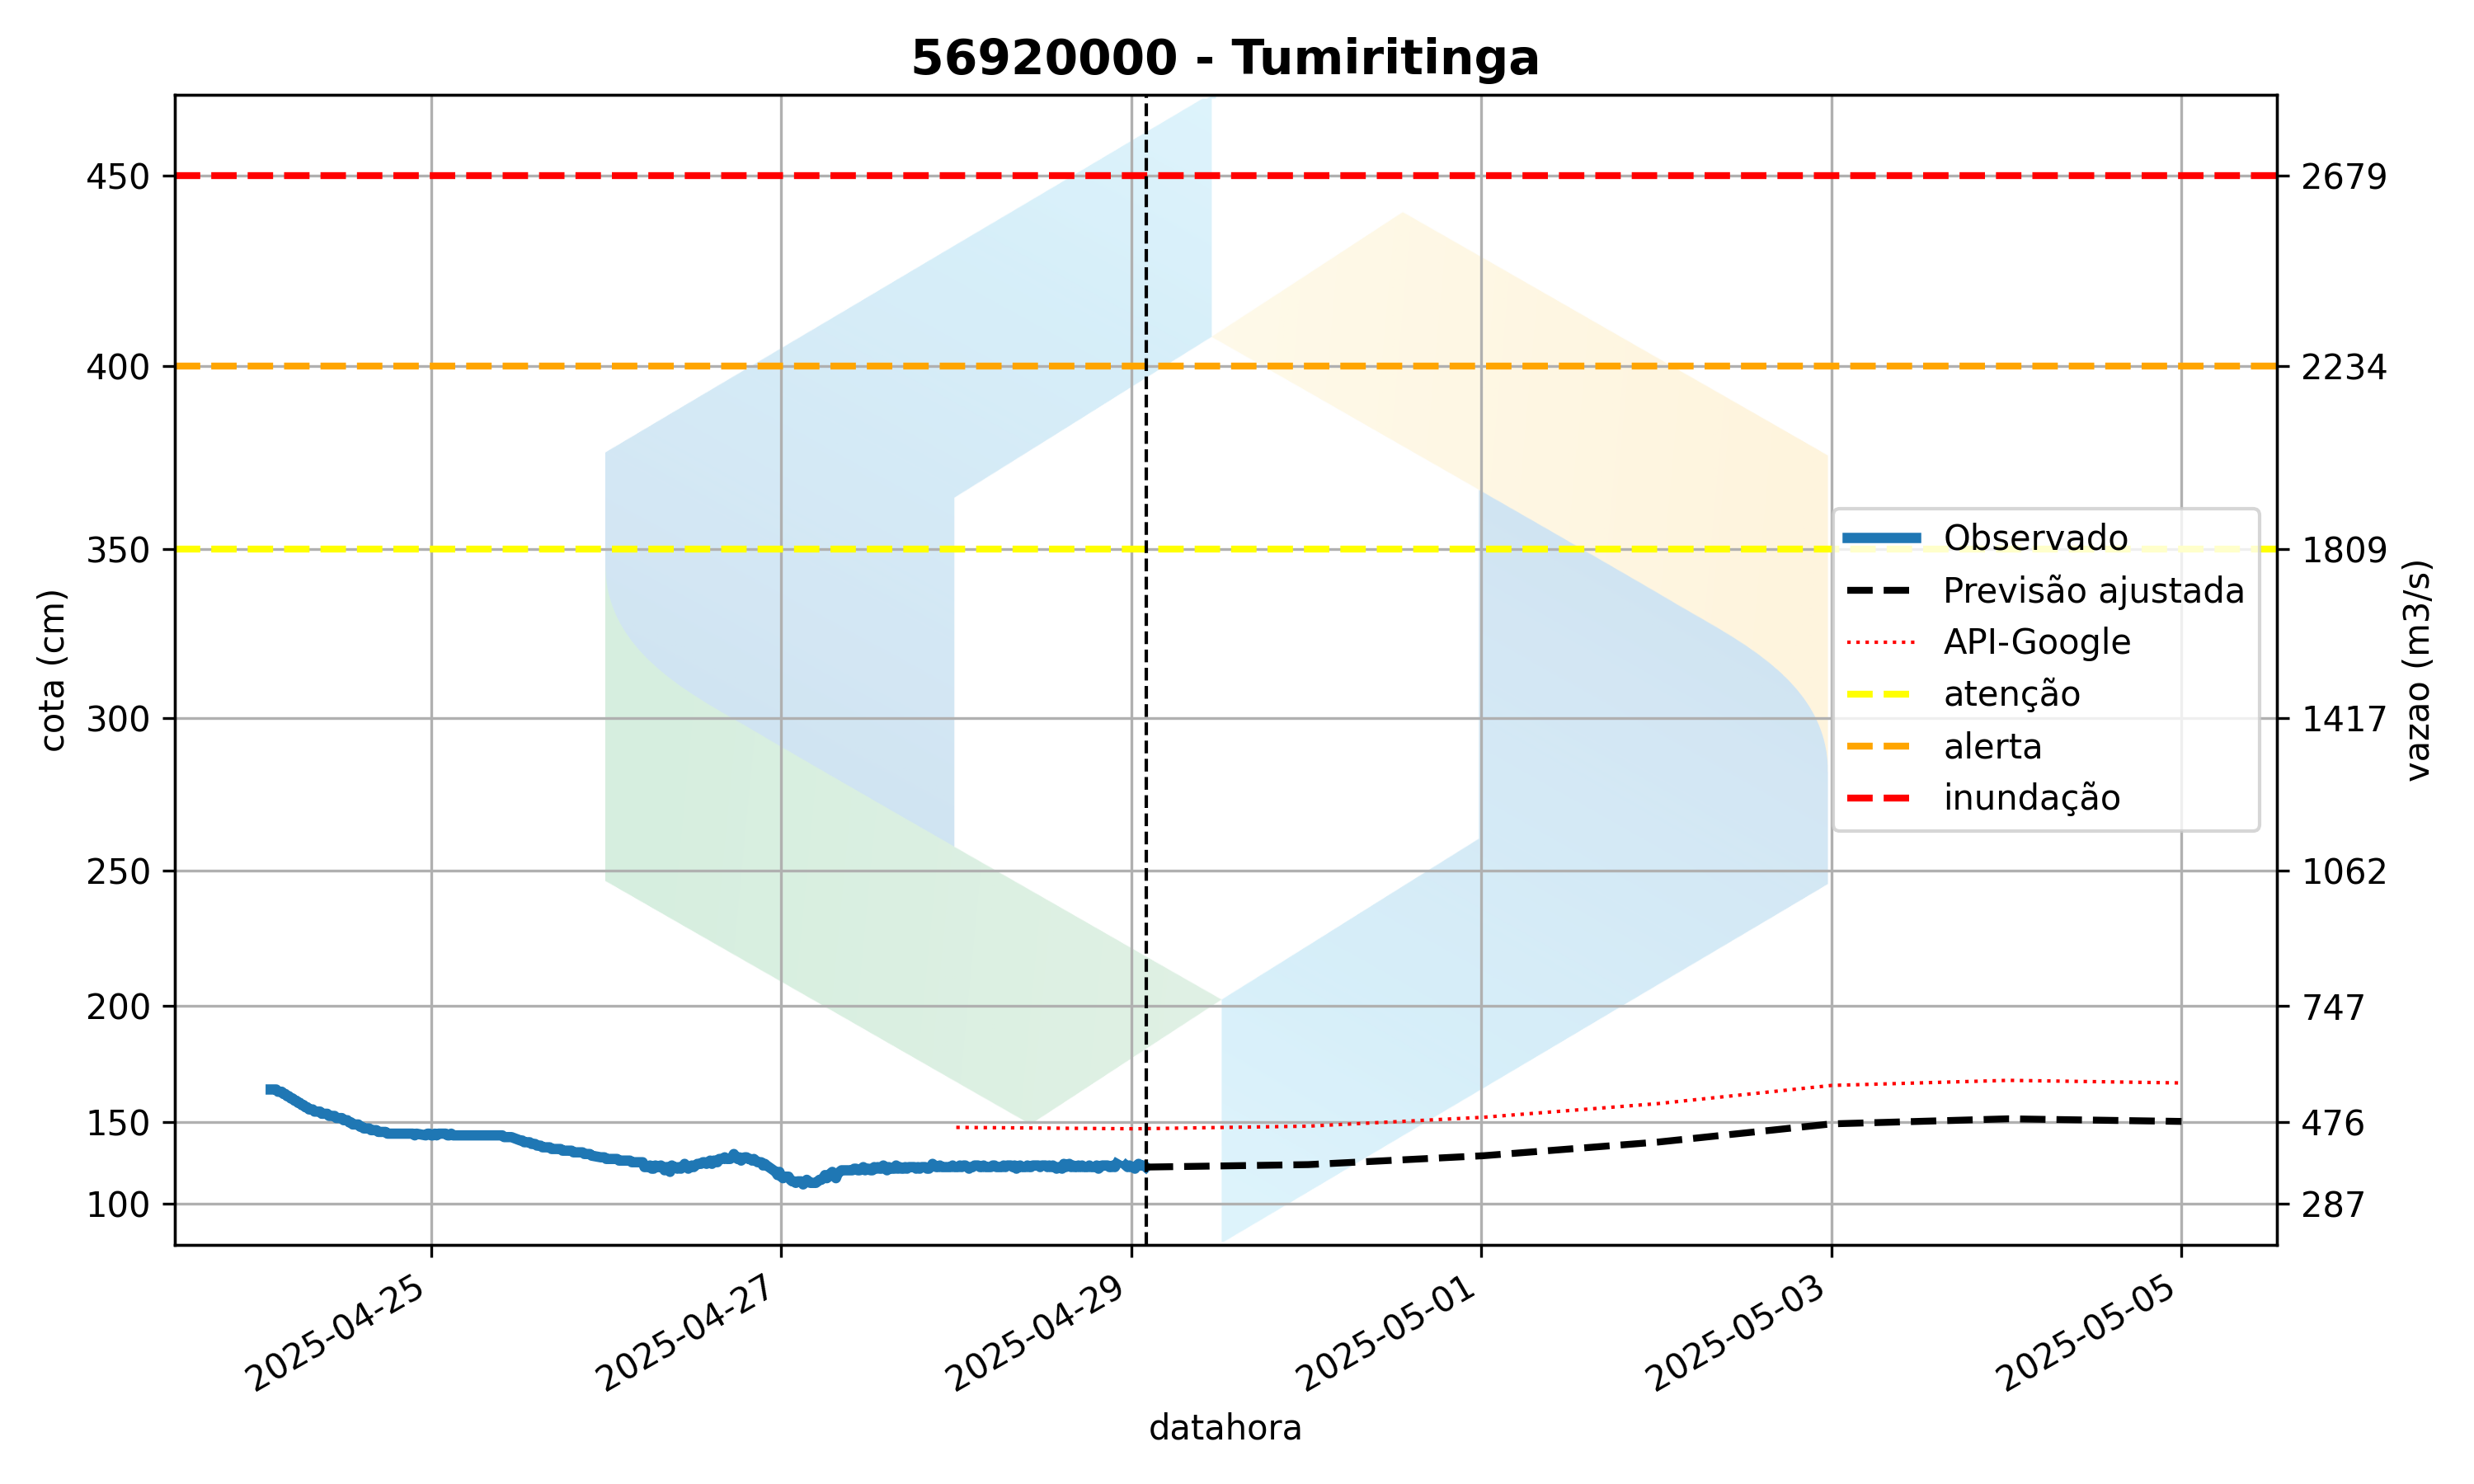 56920000 - Tumiritinga
cota (cm)
450
400
350
300
250
200
150
100
2679
2234
1809
1417
1062
747
476
287
vazao (m3/s)
Observado
Previsão ajustada
API-Google
atenção
alerta
inundação
2025-04-25
2025-04-27
2025-04-29
2025-05-01
2025-05-03
2025-05-05
datahora